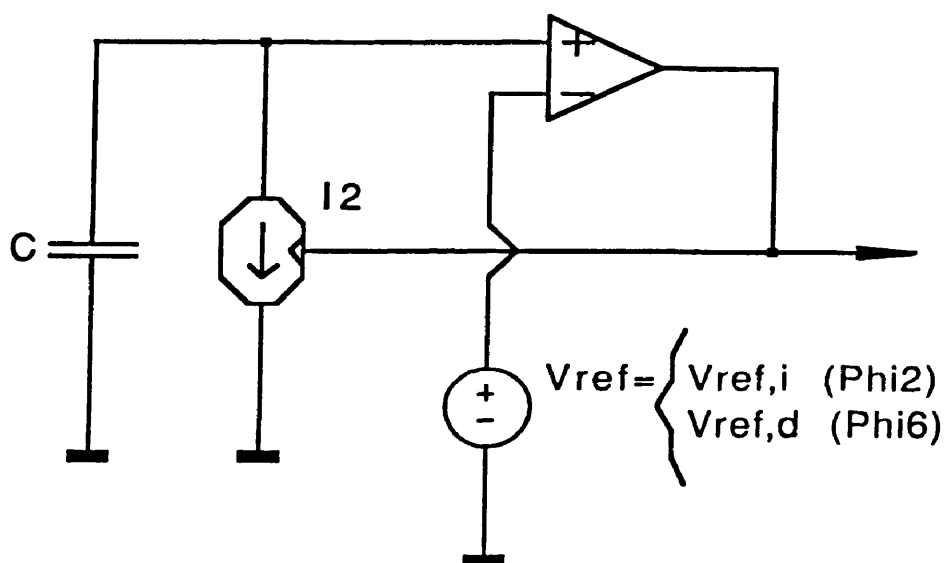 +
−
I2
C
+
-
Vref= Vref,i (Phi2)
Vref,d (Phi6)